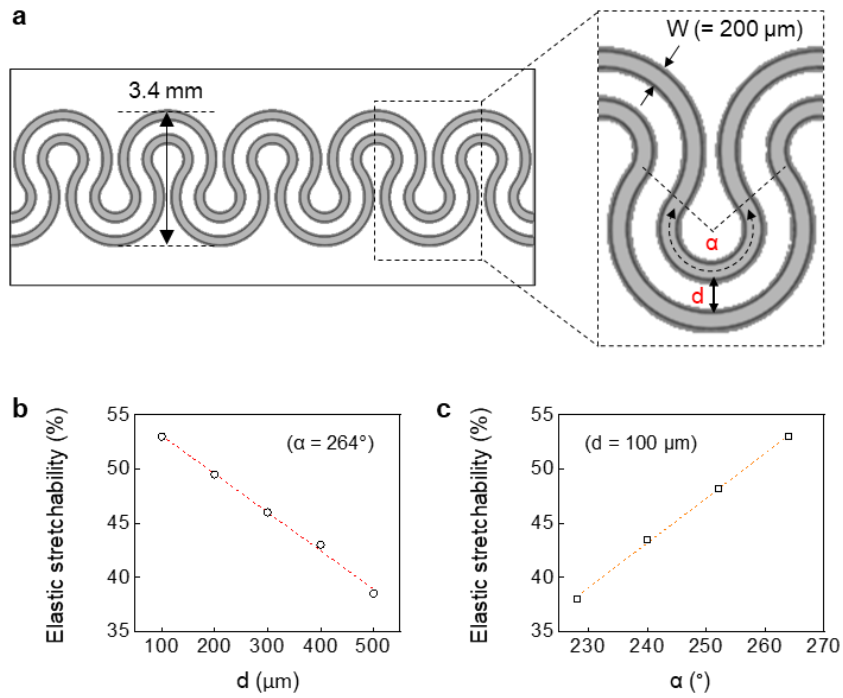 a
W (= 200 μm)
3.4 mm
α
d
b
55
50
45
40
35
Elastic stretchability (%)
(α = 264°)
100 200 300 400 500
d (μm)
c
55
50
45
40
35
Elastic stretchability (%)
(d = 100 μm)
230 240 250 260 270
α (°)